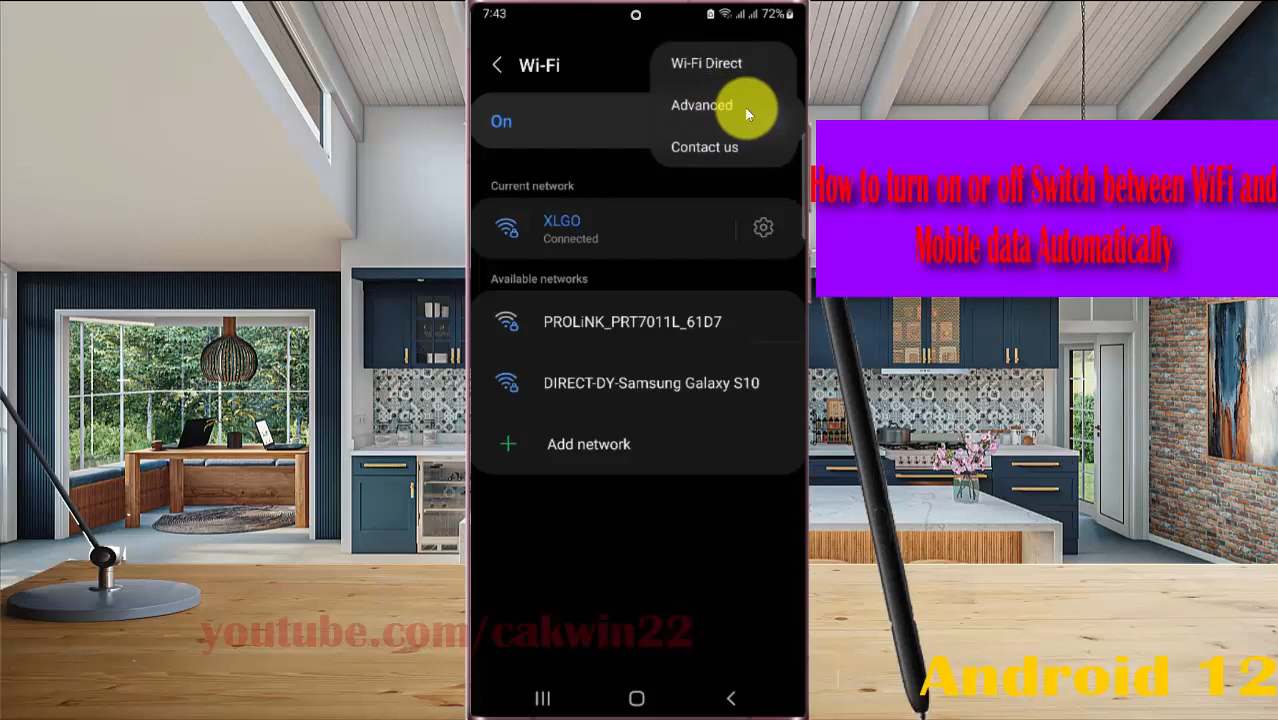 7:43
72%
Wi-Fi
Wi-Fi Direct
Advanced
Contact us
On
Current network
XLGO
Connected
Available networks
PROLiNK_PRT7011L_61D7
DIRECT-DY-Samsung Galaxy S10
Add network
How to turn on or off Switch between WiFi and
Mobile data Automatically
youtube.com/cakwin22
Android 12